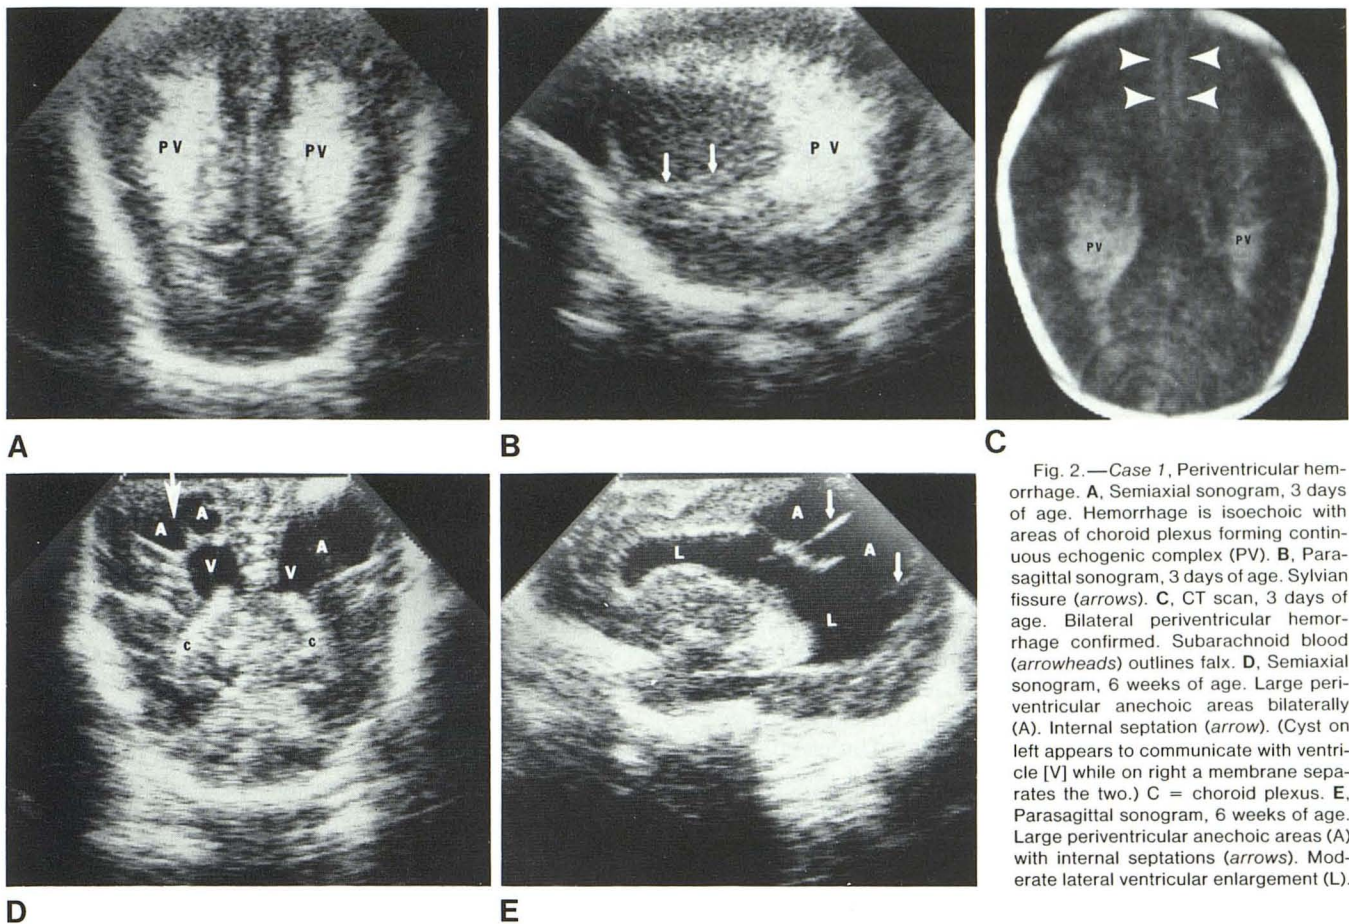 PV PV
PV
PV PV
A
B
C
A A A
V V
c c
A
A
L
L
D
E
Fig. 2.—Case 1, Periventricular hem-
orrhage. A, Semiaxial sonogram, 3 days
of age. Hemorrhage is isoechoic with
areas of choroid plexus forming contin-
uous echogenic complex (PV). B, Para-
sagittal sonogram, 3 days of age. Sylvian
fissure (arrows). C, CT scan, 3 days of
age. Bilateral periventricular hemor-
rhage confirmed. Subarachnoid blood
(arrowheads) outlines falx. D, Semiaxial
sonogram, 6 weeks of age. Large peri-
ventricular anechoic areas bilaterally
(A). Internal septation (arrow). (Cyst on
left appears to communicate with ventri-
cle [V] while on right a membrane sepa-
rates the two.) C = choroid plexus. E,
Parasagittal sonogram, 6 weeks of age.
Large periventricular anechoic areas (A)
with internal septations (arrows). Mod-
erate lateral ventricular enlargement (L).